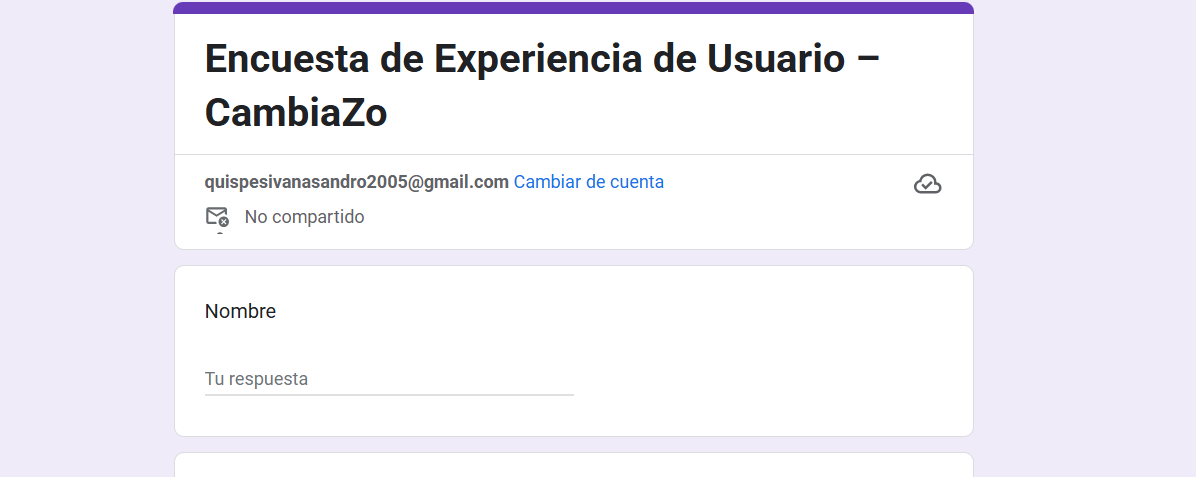 Encuesta de Experiencia de Usuario –
CambiaZo
quispesivanasandro2005@gmail.com Cambiar de cuenta
No compartido
Nombre
Tu respuesta